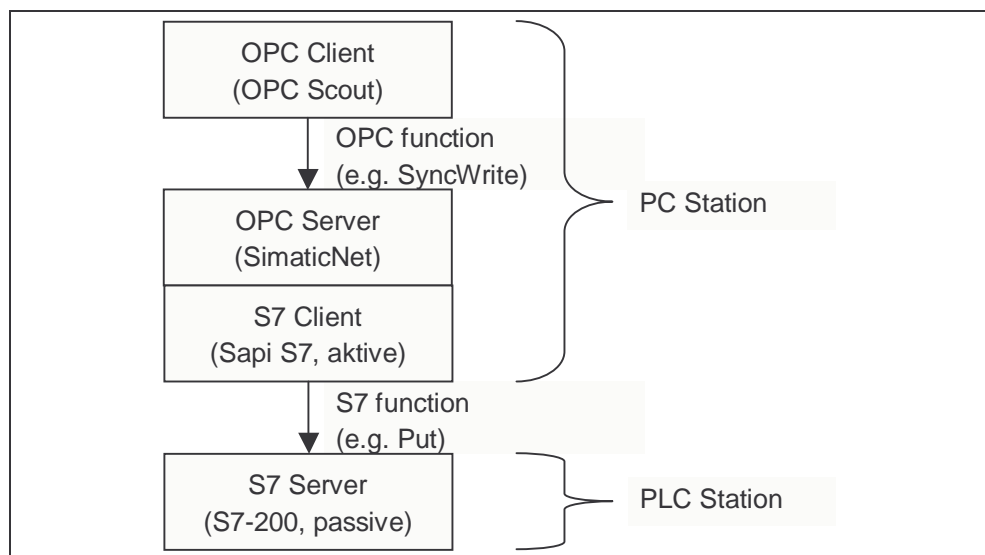 OPC Client
(OPC Scout)
OPC function
(e.g. SyncWrite)
PC Station
OPC Server
(SimaticNet)
S7 Client
(Sapi S7, aktive)
S7 function
(e.g. Put)
S7 Server
(S7-200, passive)
PLC Station